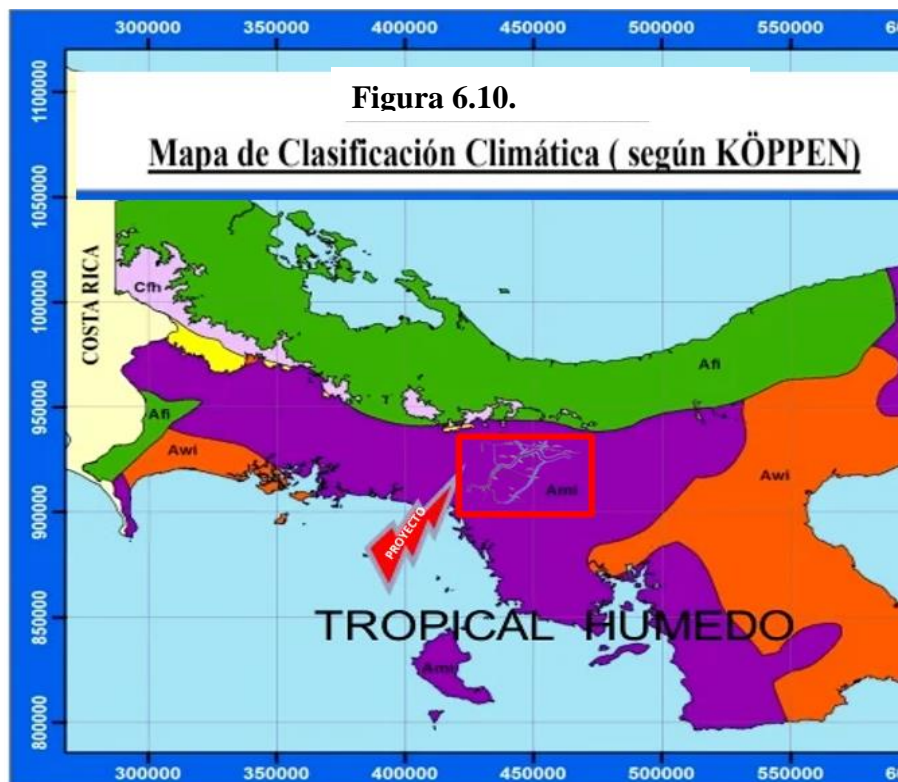 300000 350000 400000 450000 500000 550000
Figura 6.10.
Mapa de Clasificación Climática ( según KÖPPEN)
1100000
1050000
1000000
950000
900000
850000
800000
COSTA RICA
Cfh
Afi
Afi
Awi
Awi
Ami
PROYECTO
TROPICAL HUMEDO
300000 350000 400000 450000 500000 550000